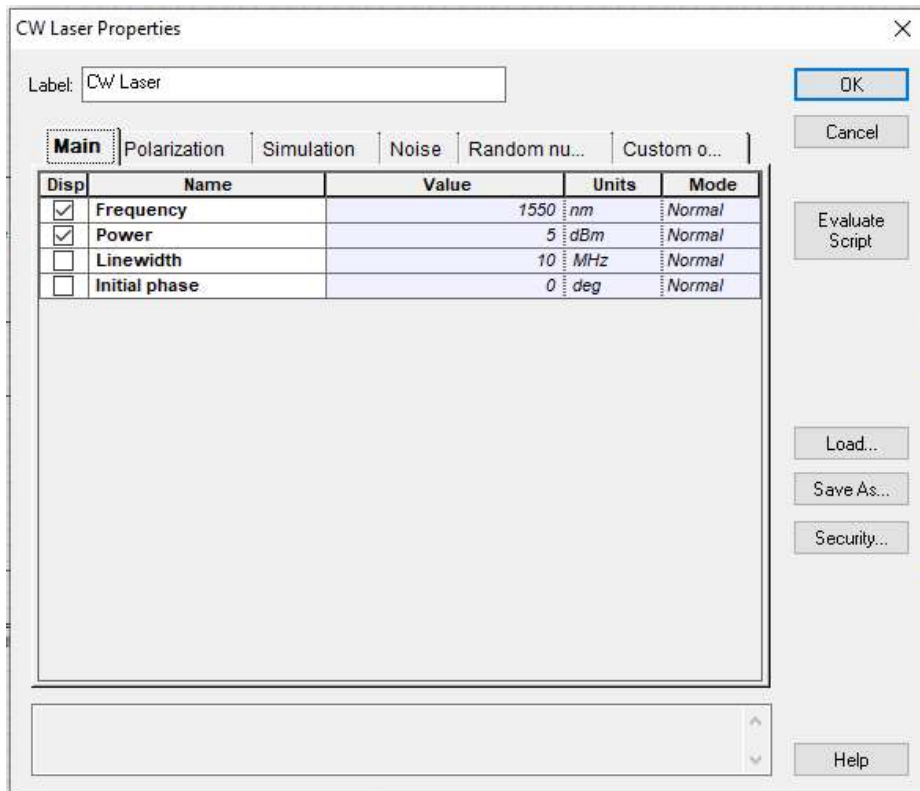 CW Laser Properties
Label: CW Laser
OK
Cancel
Main Polarization Simulation Noise Random nu... Custom o...
Disp Name Value Units Mode
Frequency 1550 nm Normal
Power 5 dBm Normal
Linewidth 10 MHz Normal
Initial phase 0 deg Normal
Evaluate
Script
Load...
Save As...
Security...
Help